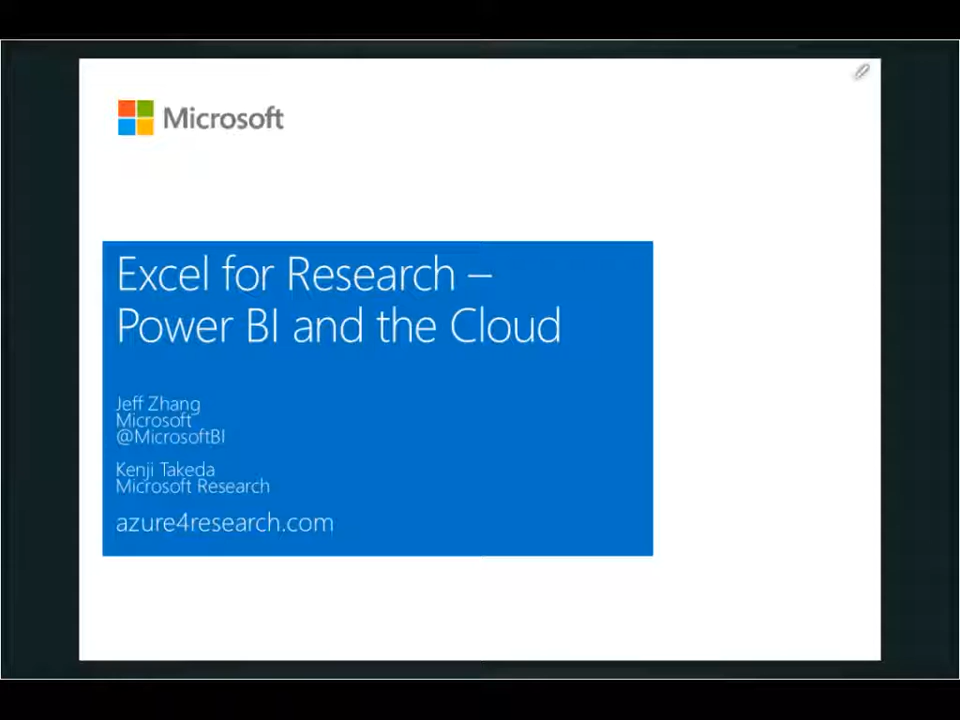 Microsoft
Excel for Research –
Power BI and the Cloud
Jeff Zhang
Microsoft
@MicrosoftBI
Kenji Takeda
Microsoft Research
azure4research.com